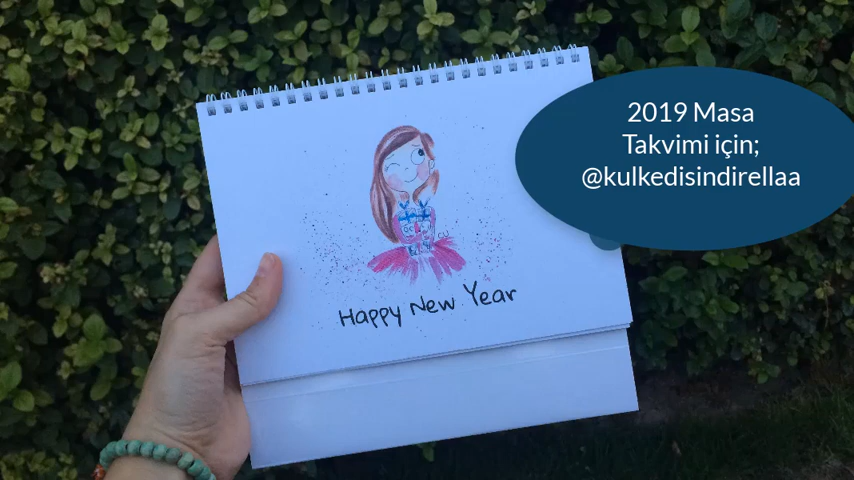 2019 Masa
Takvimi için;
@kulkedisindirellaa
Happy New Year